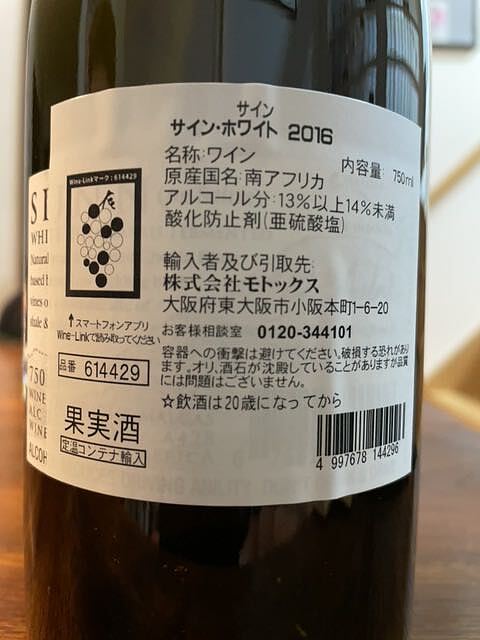 サイン
サイン・ホワイト 2016
名称:ワイン
内容量: 750ml
原産国名:南アフリカ
アルコール分:13%以上14%未満
酸化防止剤(亜硫酸塩)
輸入者及び引取先:
株式会社モトックス
大阪府東大阪市小阪本町1-6-20
お客様相談室 0120-344101
容器への衝撃は避けてください。破損する恐れがあり
ます。オリ、酒石が沈殿していることがありますが品質
には問題はございません。
☆飲酒は20歳になってから
Wine-Linkマーク:614429
↑スマートフォンアプリ
Wine-Linkで読み取ってください
品番 614429
果実酒
定温コンテナ輸入
4 997678 144296
SI
WHI
Natural
based
wines o
750
WINE
ALC
WINE
ALCOH